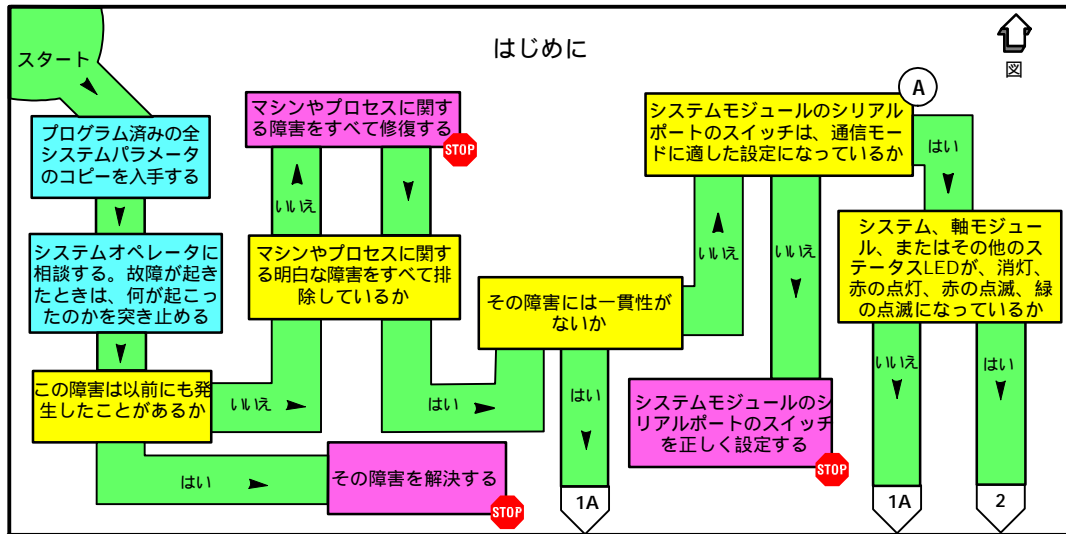 はじめに
図
スタート
プログラム済みの全
システムパラメータ
のコピーを入手する
システムオペレータに
相談する。故障が起き
たときは、何が起こっ
たのかを突き止める
この障害は以前にも発
生したことがあるか
はい
その障害を解決する
STOP
いいえ
マシンやプロセスに関す
る明白な障害をすべて排
除しているか
いいえ
マシンやプロセスに関す
る障害をすべて修復する
STOP
はい
その障害には一貫性が
ないか
はい
1A
いいえ
A
システムモジュールのシリアル
ポートのスイッチは、通信モー
ドに適した設定になっているか
いいえ
システムモジュールのシ
リアルポートのスイッチ
を正しく設定する
STOP
はい
システム、軸モジュー
ル、またはその他のス
テータスLEDが、消灯、
赤の点灯、赤の点滅、緑
の点滅になっているか
いいえ
1A
はい
2